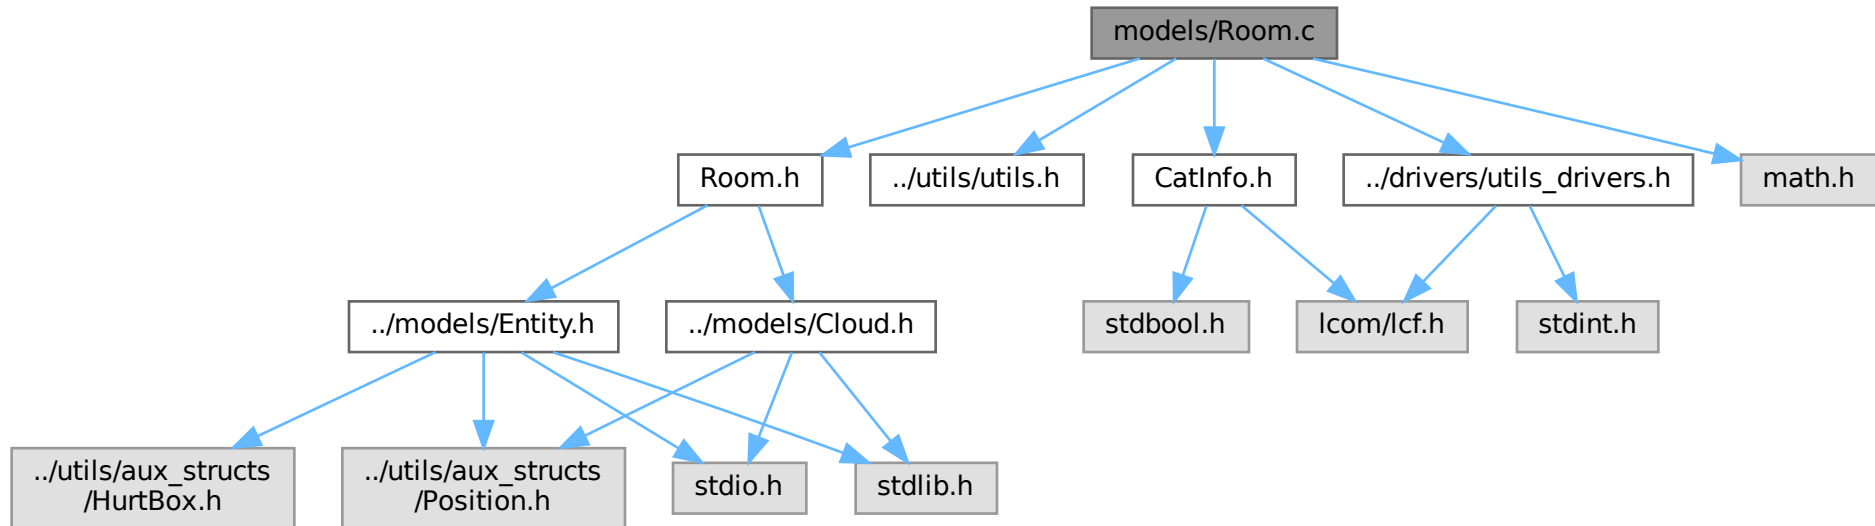 models/Room.c
Room.h
../utils/utils.h
CatInfo.h
../drivers/utils_drivers.h
math.h
../models/Entity.h
../models/Cloud.h
stdbool.h
lcom/lcf.h
stdint.h
../utils/aux_structs
/HurtBox.h
../utils/aux_structs
/Position.h
stdio.h
stdlib.h